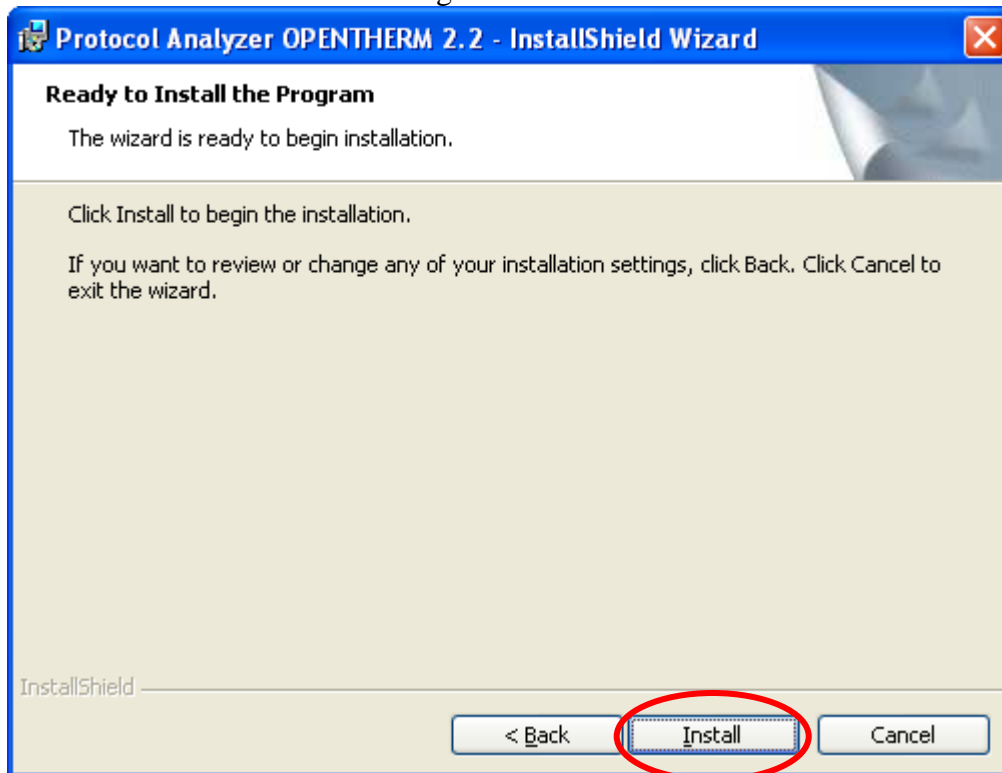 Protocol Analyzer OPENTHERM 2.2 - InstallShield Wizard
Ready to Install the Program
The wizard is ready to begin installation.
Click Install to begin the installation.
If you want to review or change any of your installation settings, click Back. Click Cancel to
exit the wizard.
InstallShield
< Back Install Cancel